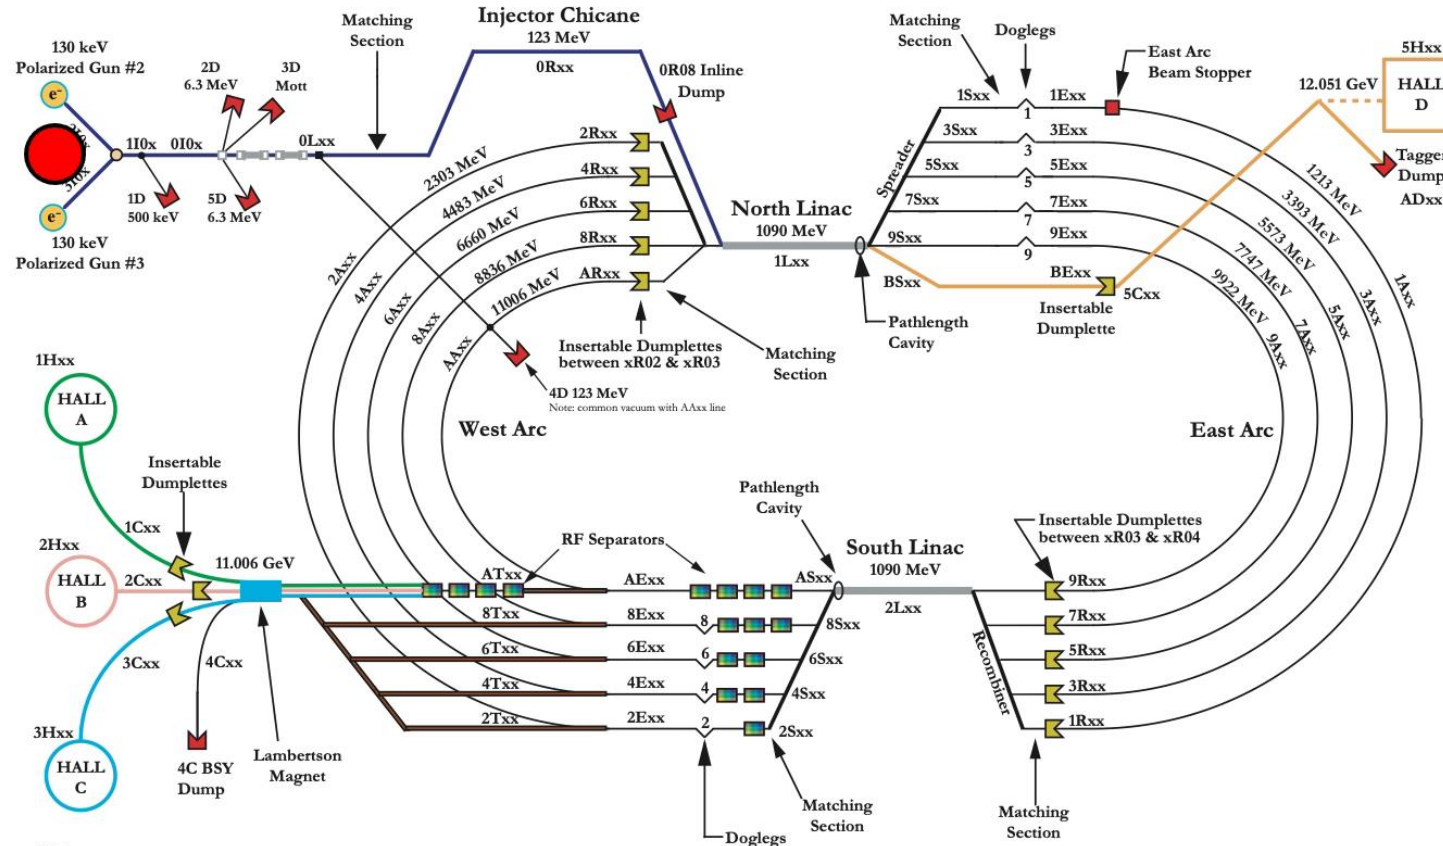 Injector Chicane
123 MeV
0Rxx
Matching
Section
130 keV
Polarized Gun #2
e-
2D
6.3 MeV
3D
Mott
1I0x
0I0x
0Lxx
1D
500 keV
5D
6.3 MeV
e-
130 keV
Polarized Gun #3
0R08 Inline
Dump
2Rxx
4Rxx
6Rxx
8Rxx
ARxx
2303 MeV
4483 MeV
6660 MeV
8836 MeV
11006 MeV
2Axx
4Axx
6Axx
8Axx
AAxx
Insertable Dumplettes
between xR02 & xR03
Matching
Section
4D 123 MeV
Note: common vacuum with AAxx line
West Arc
North Linac
1090 MeV
1Lxx
Pathlength
Cavity
Spreader
Matching
Section
Doglegs
East Arc
Beam Stopper
1Sxx
1
1Exx
3Sxx
3
3Exx
5Sxx
5
5Exx
7Sxx
7
7Exx
9Sxx
9
9Exx
BSxx
BExx
5Cxx
Insertable
Dumplette
12.051 GeV
5Hxx
HALL
D
Tagger
Dump
ADxx
1213 MeV
3393 MeV
5573 MeV
7747 MeV
9922 MeV
1Axx
3Axx
5Axx
7Axx
9Axx
East Arc
1Hxx
HALL
A
Insertable
Dumplettes
1Cxx
2Hxx
HALL
B
2Cxx
11.006 GeV
3Cxx
4Cxx
3Hxx
HALL
C
4C BSY
Dump
Lambertson
Magnet
RF Separators
ATxx
AExx
ASxx
8Txx
8Exx
8
8Sxx
6Txx
6Exx
6
6Sxx
4Txx
4Exx
4
4Sxx
2Txx
2Exx
2
2Sxx
Doglegs
Matching
Section
Pathlength
Cavity
South Linac
1090 MeV
2Lxx
Recombiner
Insertable Dumplettes
between xR03 & xR04
9Rxx
7Rxx
5Rxx
3Rxx
1Rxx
Matching
Section